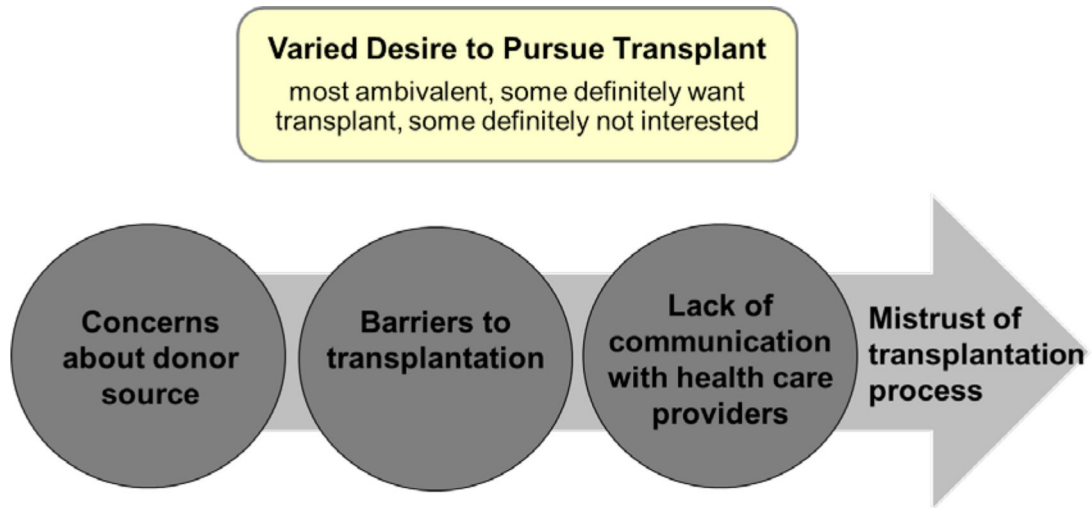 Varied Desire to Pursue Transplant
most ambivalent, some definitely want
transplant, some definitely not interested
Concerns
about donor
source
Barriers to
transplantation
Lack of
communication
with health care
providers
Mistrust of
transplantation
process